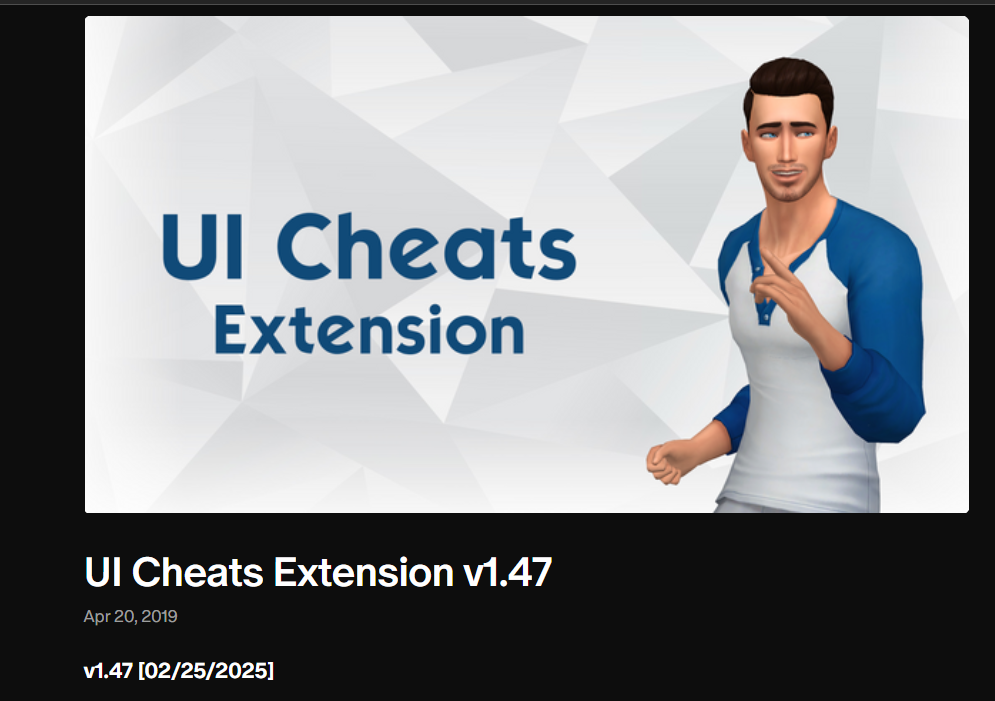 UI Cheats
Extension
UI Cheats Extension v1.47
Apr 20, 2019
v1.47 [02/25/2025]